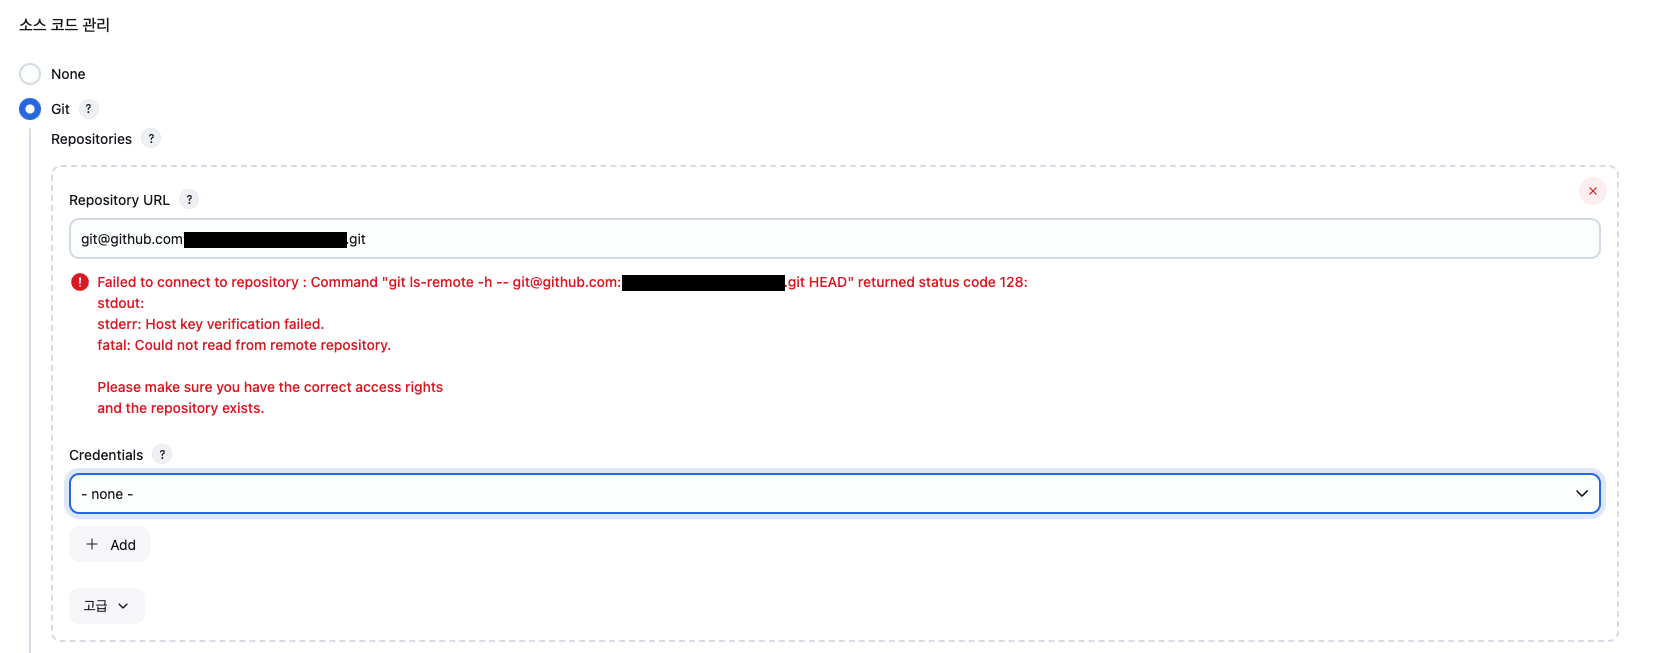 소스 코드 관리
None
Git ?
Repositories ?
Repository URL ?
git@github.com .git
Failed to connect to repository : Command "git ls-remote -h -- git@github.com: .git HEAD" returned status code 128:
stdout:
stderr: Host key verification failed.
fatal: Could not read from remote repository.
Please make sure you have the correct access rights
and the repository exists.
Credentials ?
- none -
+ Add
고급